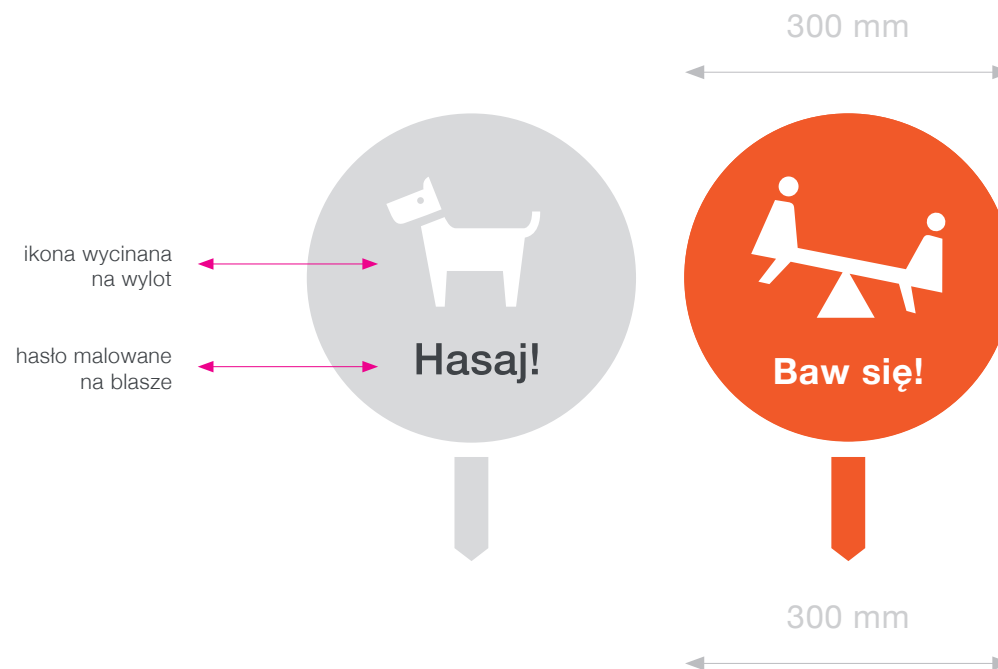 300 mm
ikona wycinana
na wylot
hasło malowane
na blasze
Hasaj!
Baw się!
300 mm